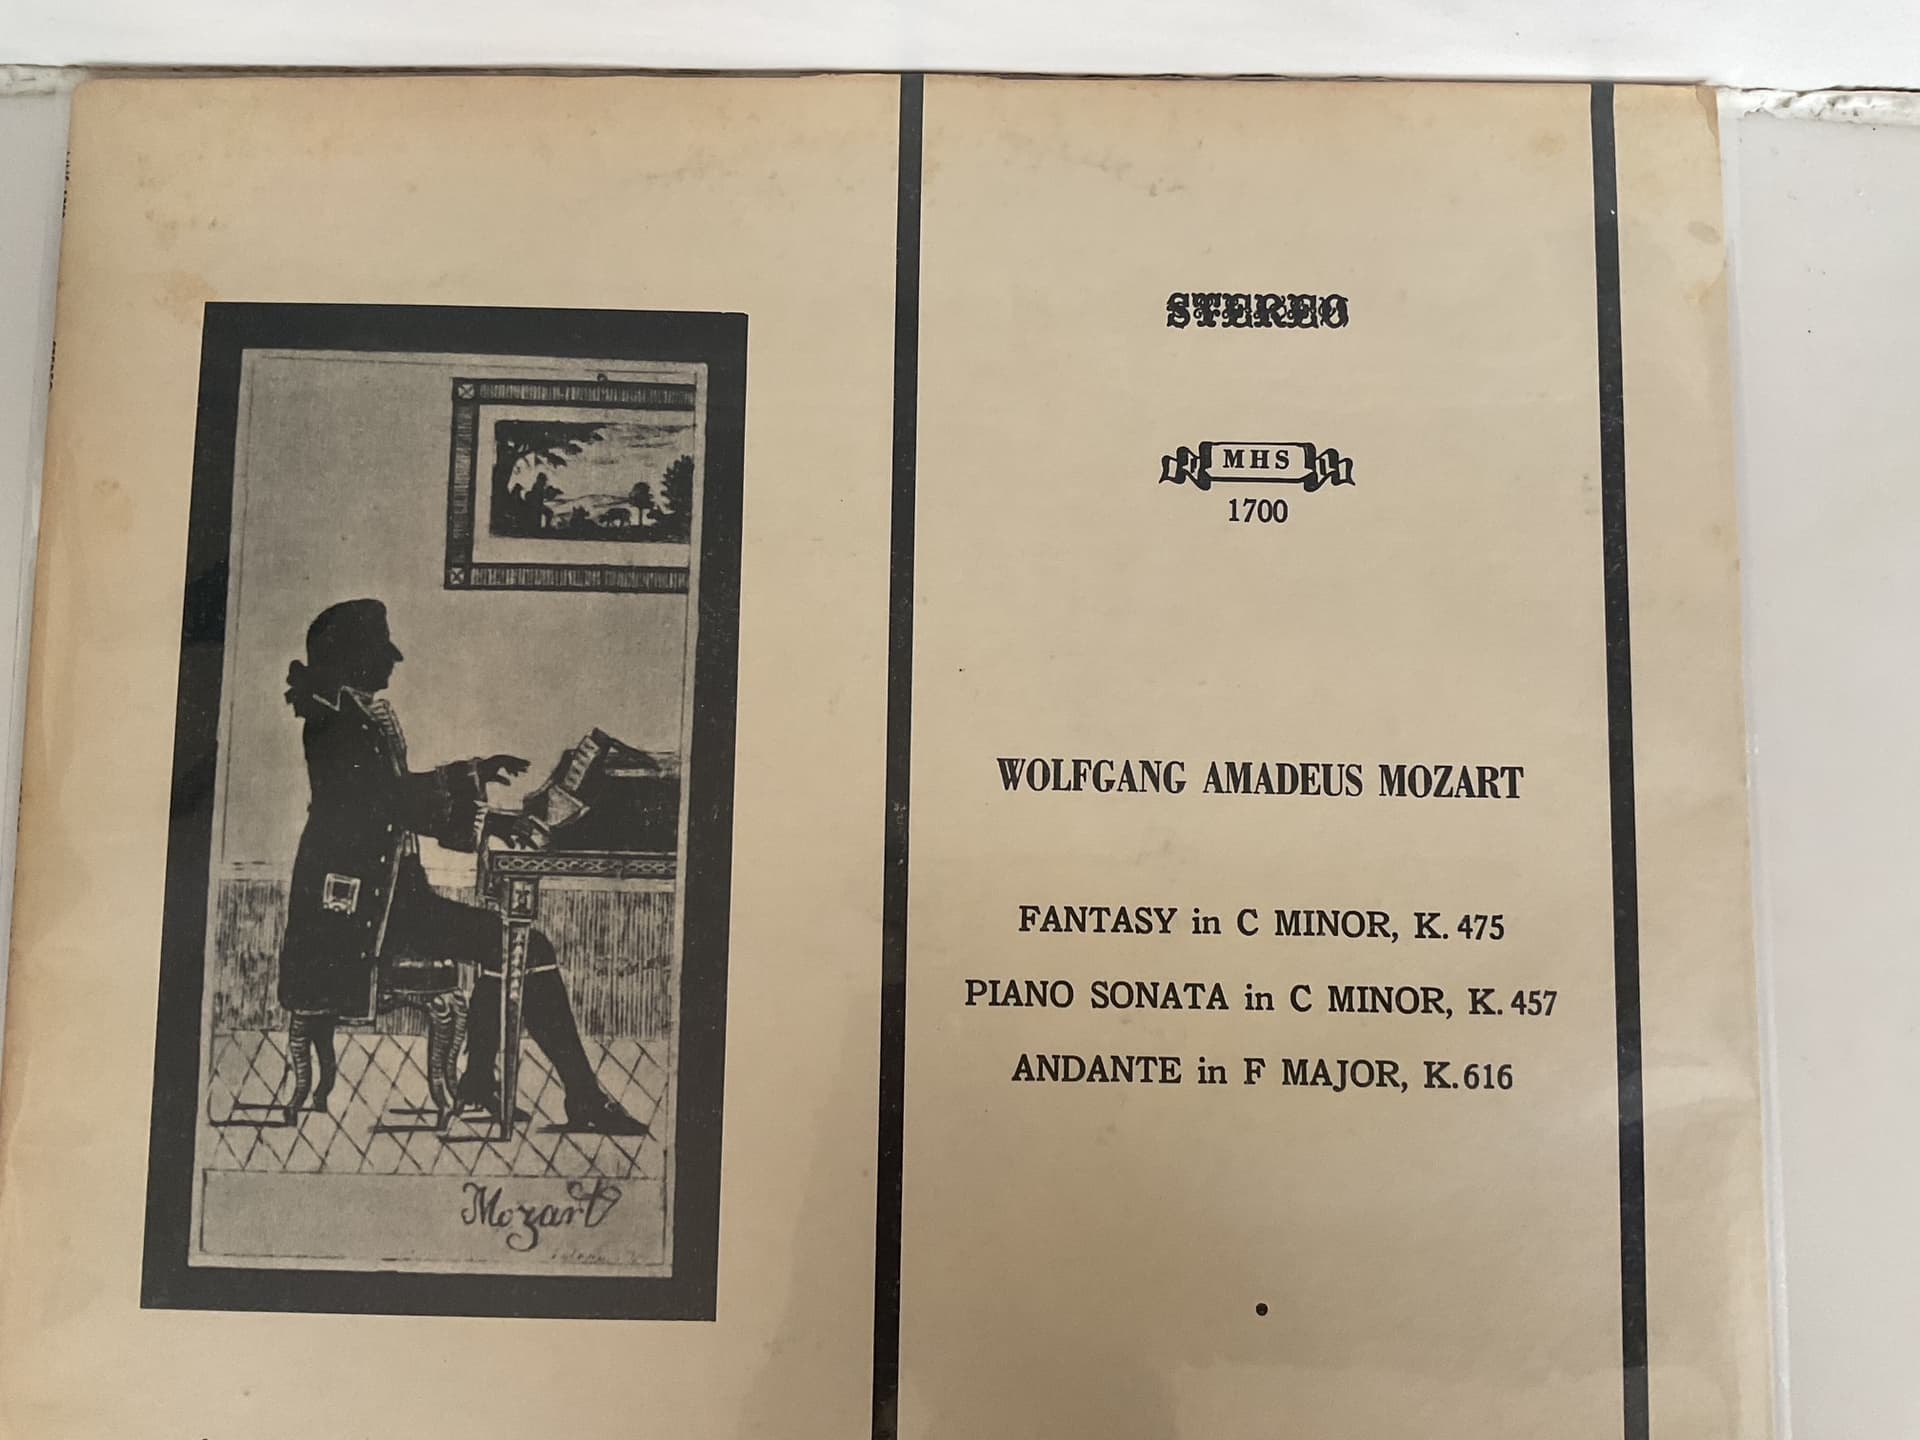 STEREO
MHS
1700
WOLFGANG AMADEUS MOZART
FANTASY in C MINOR, K. 475
PIANO SONATA in C MINOR, K. 457
ANDANTE in F MAJOR, K. 616
Mozart